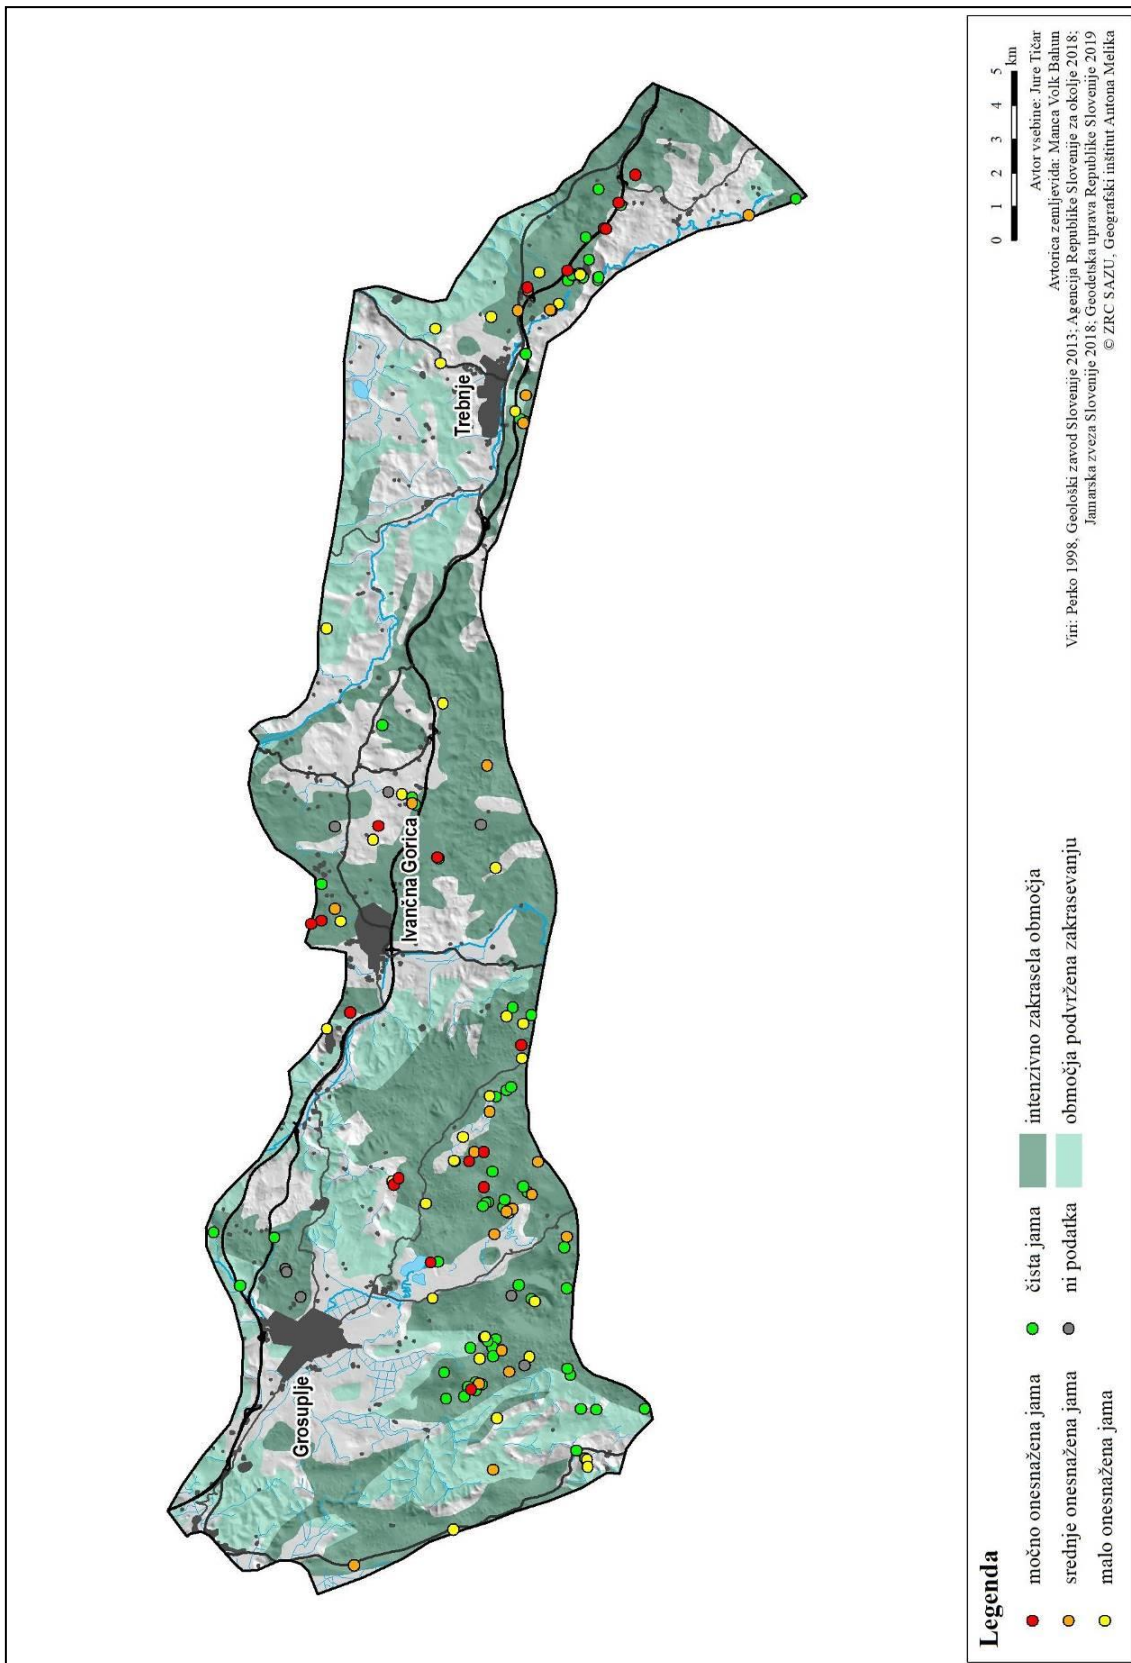 Grosuplje
Ivančna Gorica
Trebnje
Legenda
močno onesnažena jama
srednje onesnažena jama
malo onesnažena jama
čista jama
ni podatka
intenzivno zakrasela območja
območja podvržena zakrasevanju
0 1 2 3 4 5
km
Avtor vsebine: Jure Tičar
Avtorica zemljevida: Manca Volk Bahun
Viri: Perko 1998, Geološki zavod Slovenije 2013; Agencija Republike Slovenije za okolje 2018;
Jamarska zveza Slovenije 2018; Geodetska uprava Republike Slovenije 2019
© ZRC SAZU, Geografski inštitut Antona Melika